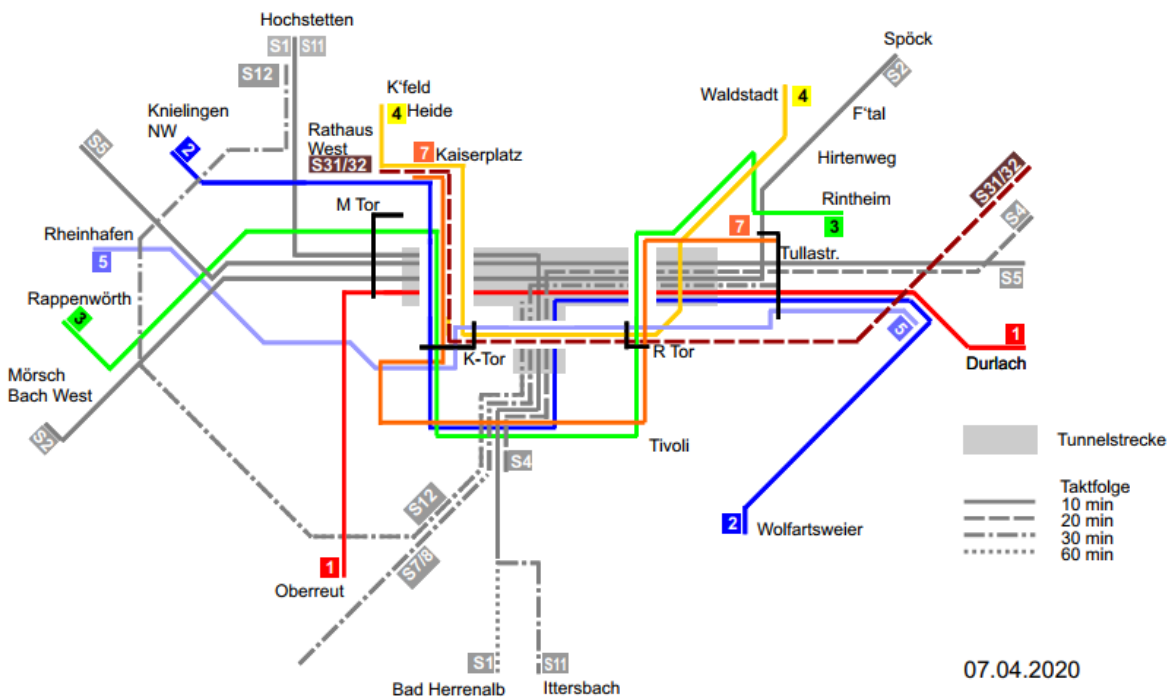 Hochstetten
S1 S11
S12
Knielingen
NW
2
S5
K'feld
4 Heide
Rathaus
West
S31/32
7 Kaiserplatz
M Tor
Rheinhafen
5
Rappenwörth
3
Mörsch
Bach West
S2
Waldstadt
4
Spöck
S2
F'tal
Hirtenweg
Rintheim
3
S31/32
S4
7
Tullastr.
S5
5
1
Durlach
K-Tor
R Tor
Tivoli
S4
S12
S7/8
1
Oberreut
2 Wolfartsweier
S1
Bad Herrenalb
S11
Ittersbach
Tunnelstrecke
Taktfolge
10 min
20 min
30 min
60 min
07.04.2020